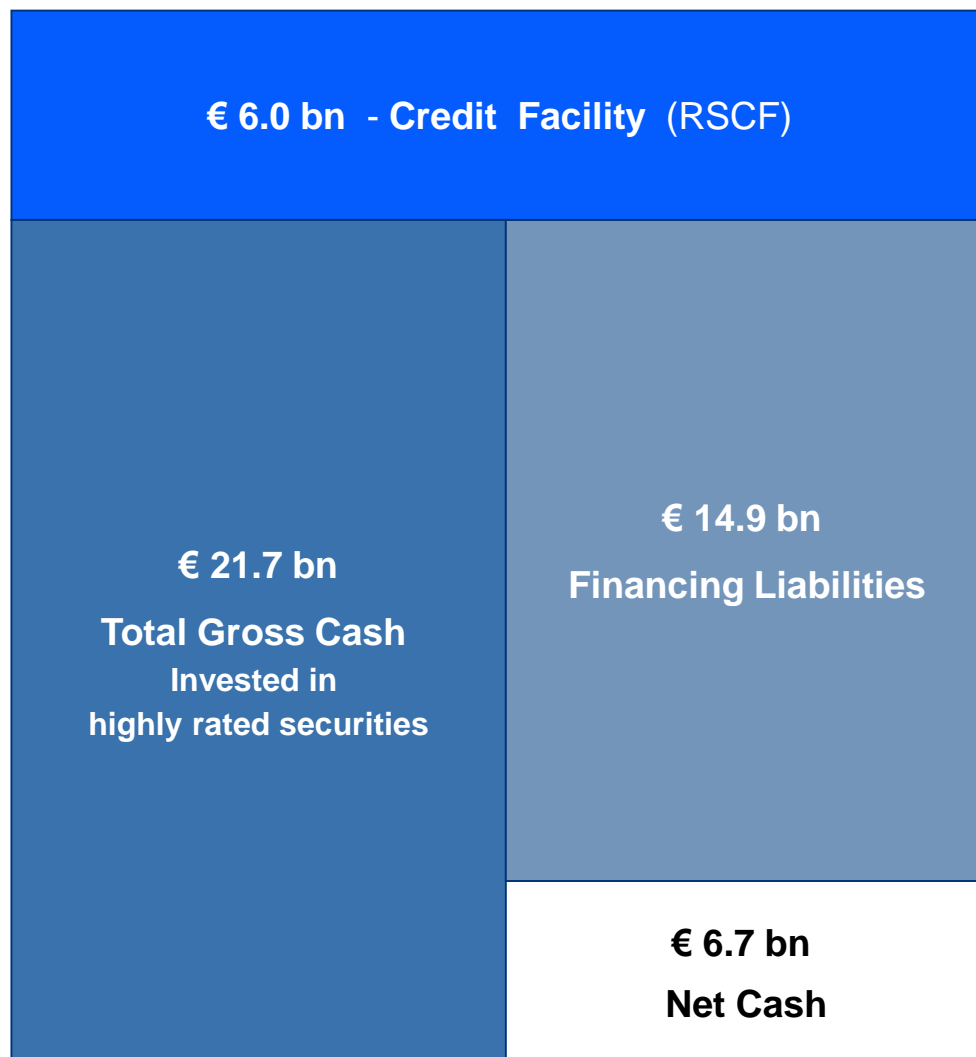 € 6.0 bn - Credit Facility (RSCF)
€ 21.7 bn
Total Gross Cash
Invested in
highly rated securities
€ 14.9 bn
Financing Liabilities
€ 6.7 bn
Net Cash